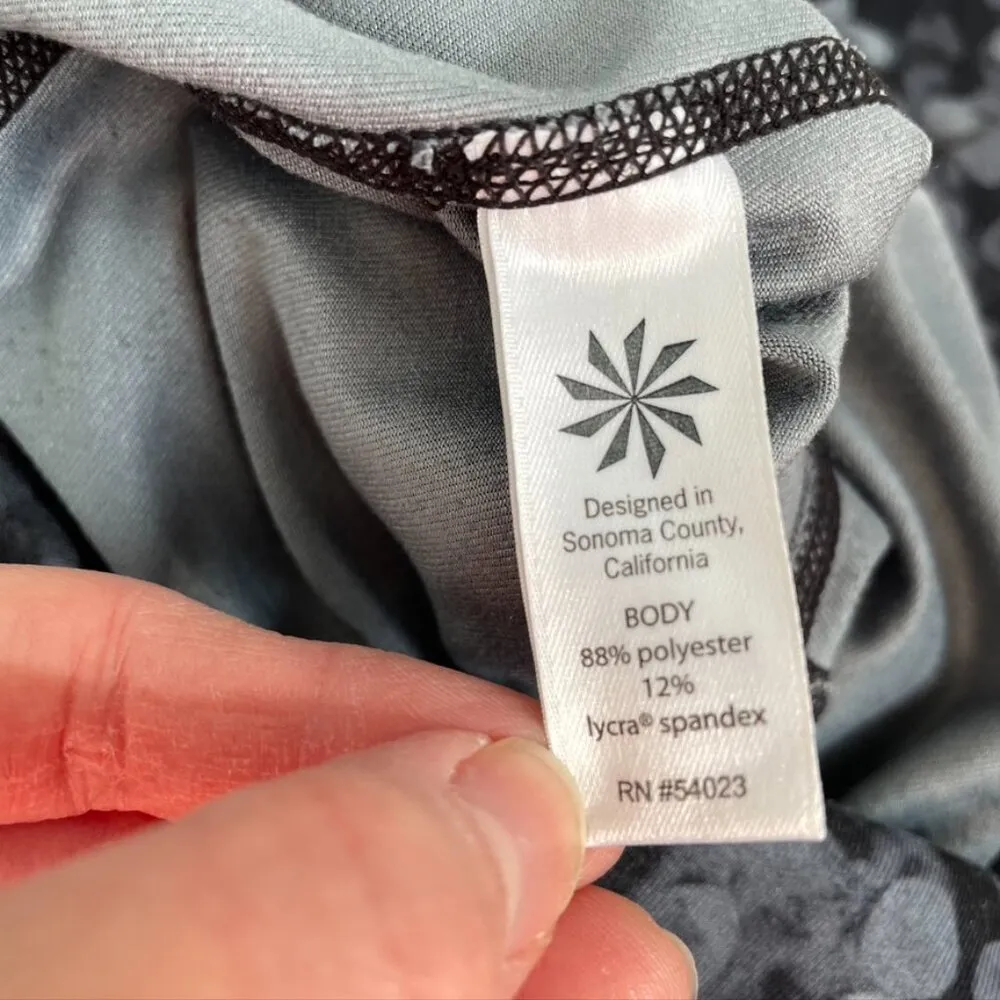 Designed in
Sonoma County,
California
BODY
88% polyester
12%
lycra® spandex
RN #54023